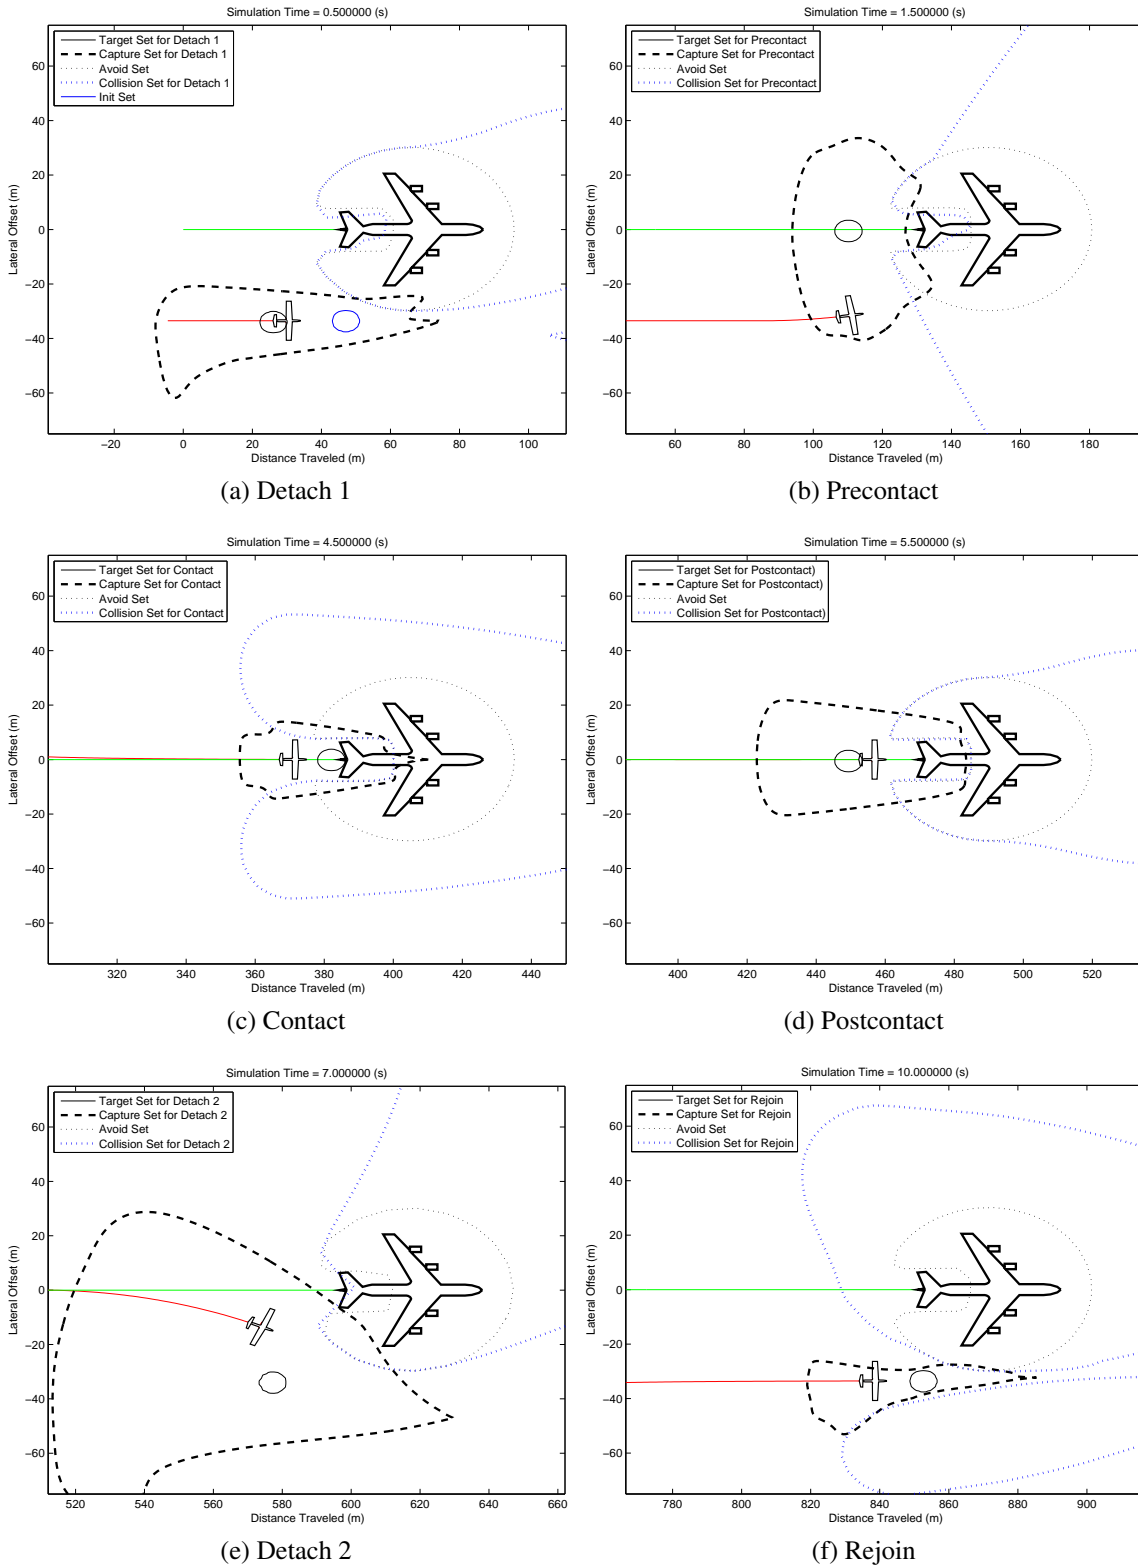 Simulation Time = 0.500000 (s)
Target Set for Detach 1
Capture Set for Detach 1
Avoid Set
Collision Set for Detach 1
Init Set
60
40
20
0
−20
−40
−60
Lateral Offset (m)
−20 0 20 40 60 80 100
Distance Traveled (m)
(a) Detach 1
Simulation Time = 1.500000 (s)
Target Set for Precontact
Capture Set for Precontact
Avoid Set
Collision Set for Precontact
60
40
20
0
−20
−40
−60
Lateral Offset (m)
60 80 100 120 140 160 180
Distance Traveled (m)
(b) Precontact
Simulation Time = 4.500000 (s)
Target Set for Contact
Capture Set for Contact
Avoid Set
Collision Set for Contact
60
40
20
0
−20
−40
−60
Lateral Offset (m)
320 340 360 380 400 420 440
Distance Traveled (m)
(c) Contact
Simulation Time = 5.500000 (s)
Target Set for Postcontact)
Capture Set for Postcontact)
Avoid Set
Collision Set for Postcontact)
60
40
20
0
−20
−40
−60
Lateral Offset (m)
400 420 440 460 480 500 520
Distance Traveled (m)
(d) Postcontact
Simulation Time = 7.000000 (s)
Target Set for Detach 2
Capture Set for Detach 2
Avoid Set
Collision Set for Detach 2
60
40
20
0
−20
−40
−60
Lateral Offset (m)
520 540 560 580 600 620 640 660
Distance Traveled (m)
(e) Detach 2
Simulation Time = 10.000000 (s)
Target Set for Rejoin
Capture Set for Rejoin
Avoid Set
Collision Set for Rejoin
60
40
20
0
−20
−40
−60
Lateral Offset (m)
780 800 820 840 860 880 900
Distance Traveled (m)
(f) Rejoin